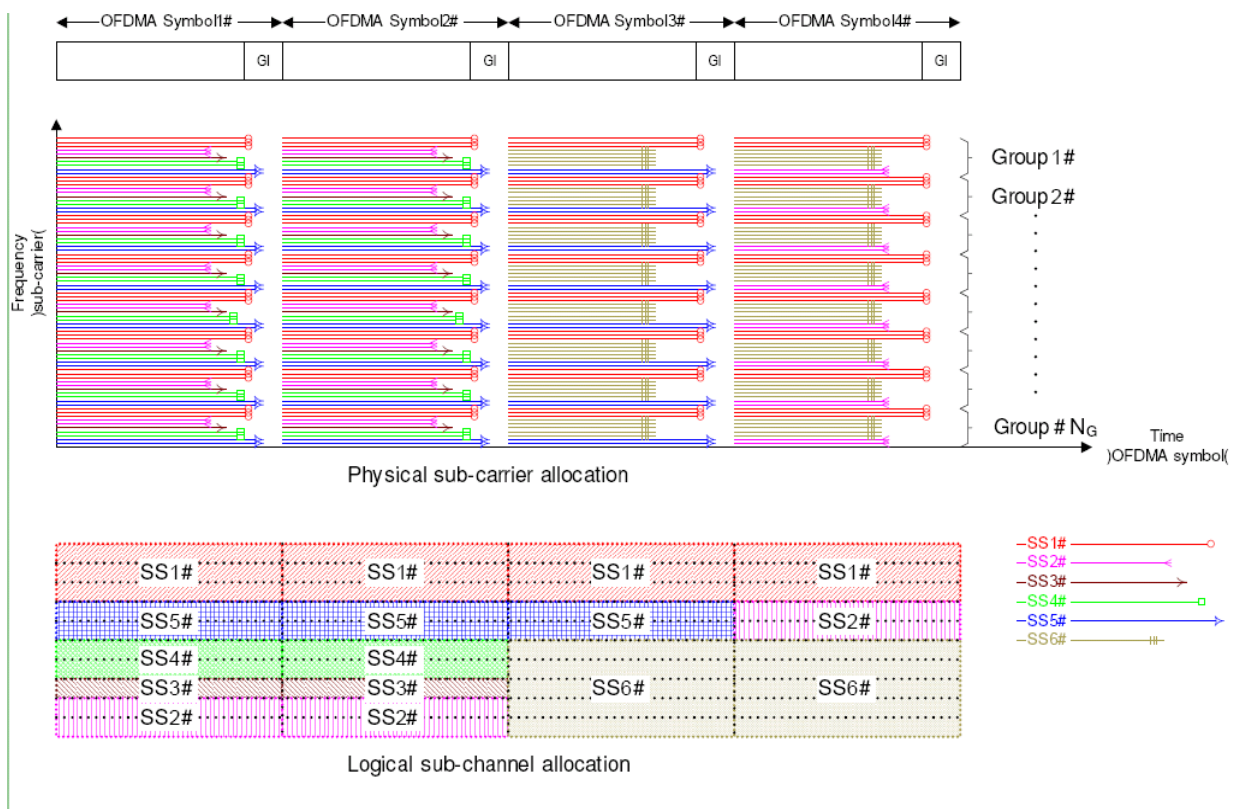 OFDMA Symbol1# OFDMA Symbol2# OFDMA Symbol3# OFDMA Symbol4#
GI GI GI GI
Group 1#
Group 2#
Group # NG
Frequency
)sub-carrier(
Time
)OFDMA symbol(
Physical sub-carrier allocation
SS1# SS1# SS1# SS1#
SS5# SS5# SS5# SS2#
SS4# SS4#
SS3# SS3# SS6# SS6#
SS2# SS2#
SS1#
SS2#
SS3#
SS4#
SS5#
SS6#
Logical sub-channel allocation